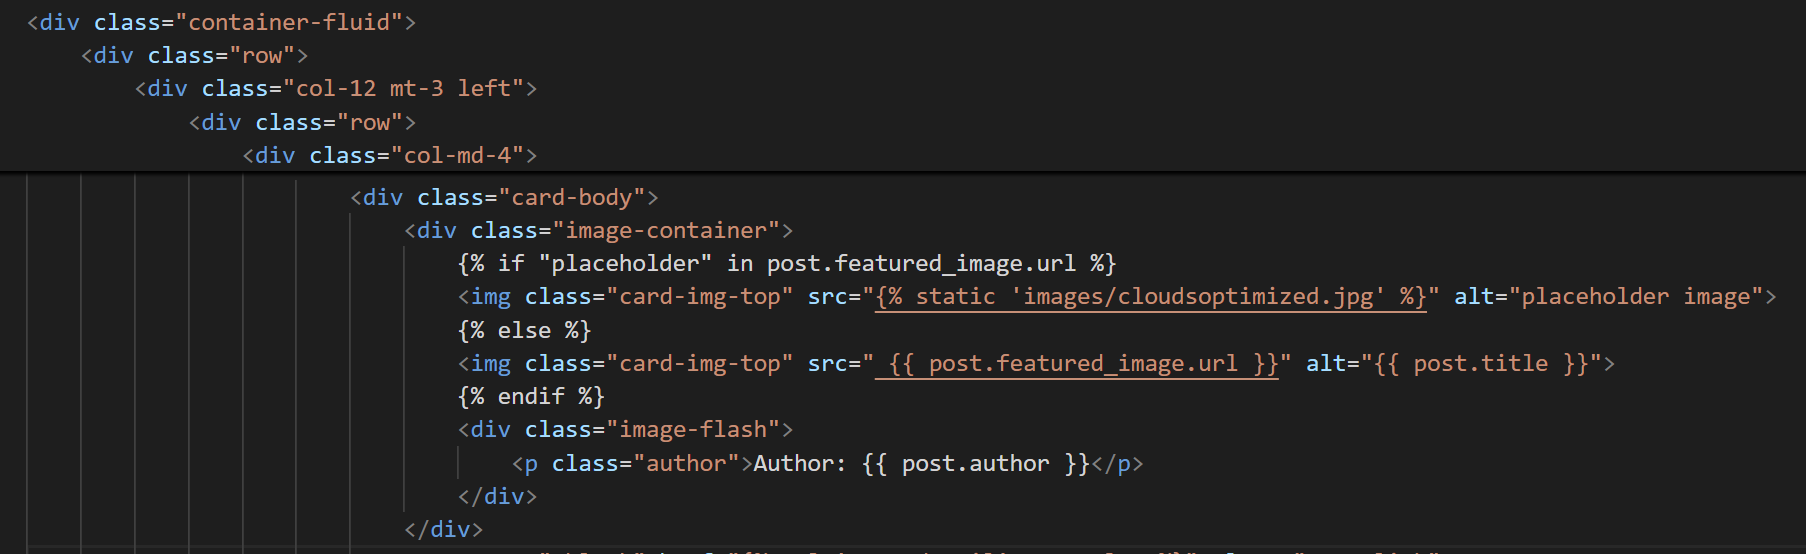 <div class="container-fluid">
<div class="row">
<div class="col-12 mt-3 left">
<div class="row">
<div class="col-md-4">
<div class="card-body">
<div class="image-container">
{% if "placeholder" in post.featured_image.url %}
<img class="card-img-top" src="{% static 'images/cloudsoptimized.jpg' %}" alt="placeholder image">
{% else %}
<img class="card-img-top" src=" {{ post.featured_image.url }}" alt="{{ post.title }}">
{% endif %}
<div class="image-flash">
<p class="author">Author: {{ post.author }}</p>
</div>
</div>